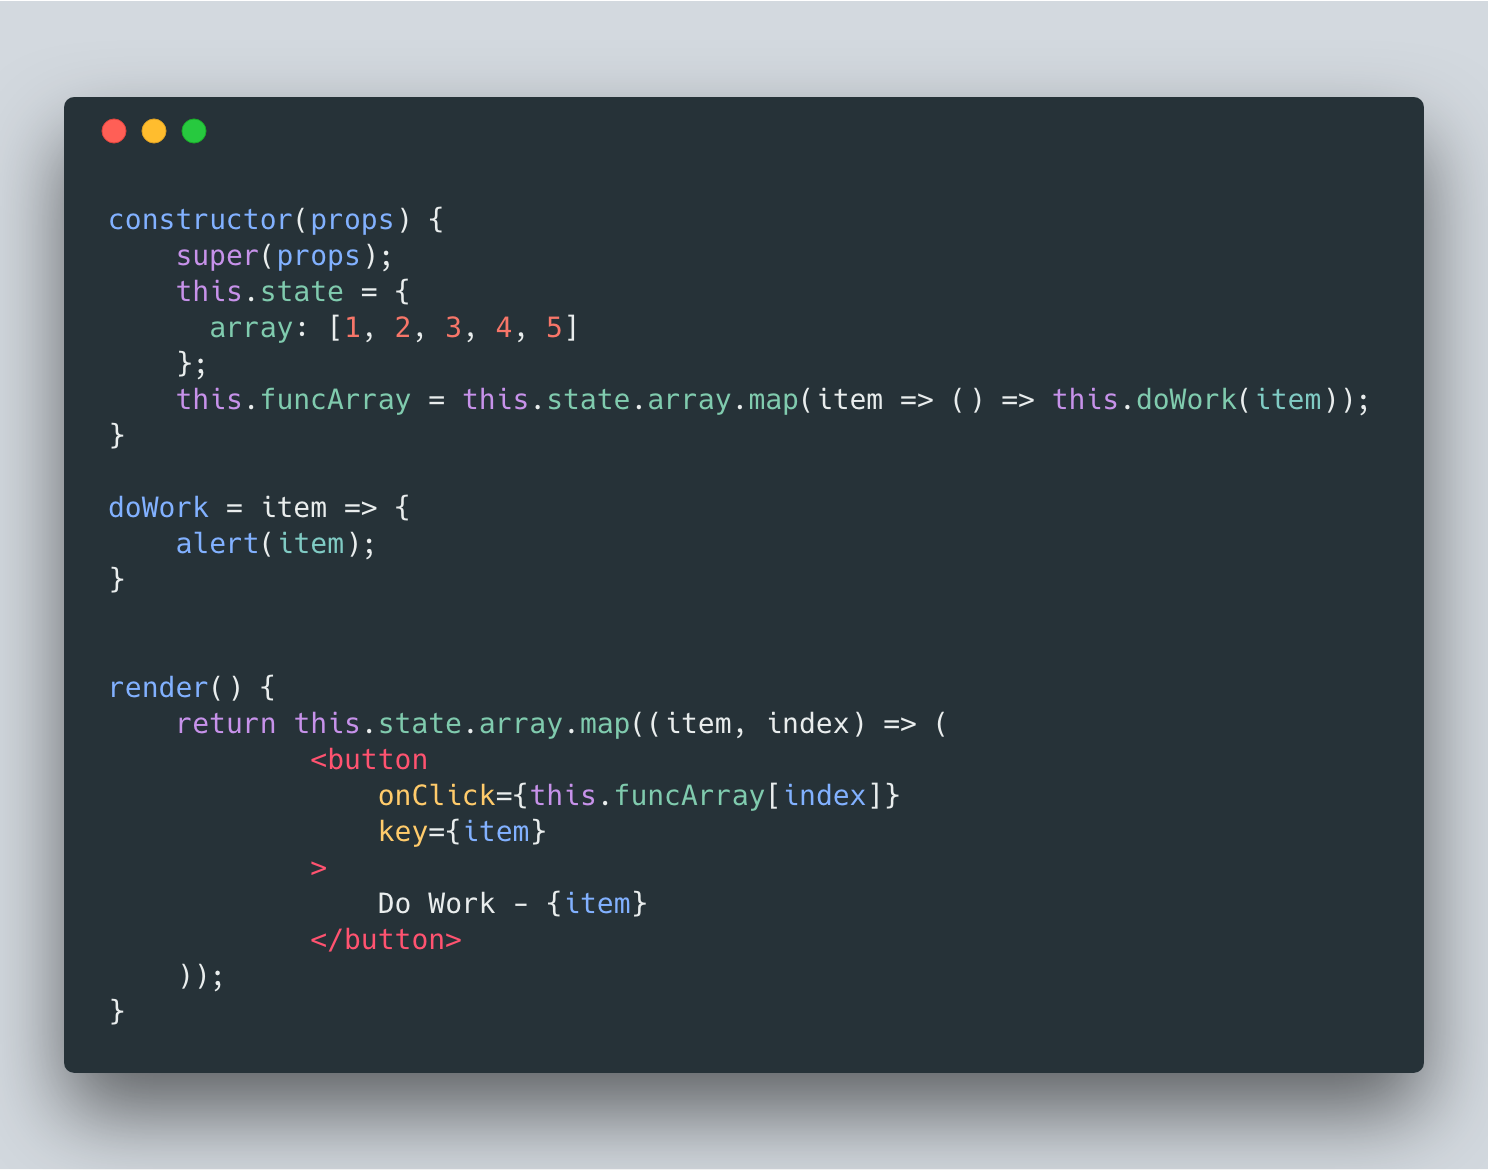 constructor(props) {
    super(props);
    this.state = {
      array: [1, 2, 3, 4, 5]
    };
    this.funcArray = this.state.array.map(item => () => this.doWork(item));
}

doWork = item => {
    alert(item);
}


render() {
    return this.state.array.map((item, index) => (
            <button
                onClick={this.funcArray[index]}
                key={item}
            >
                Do Work - {item}
            </button>
    ));
}